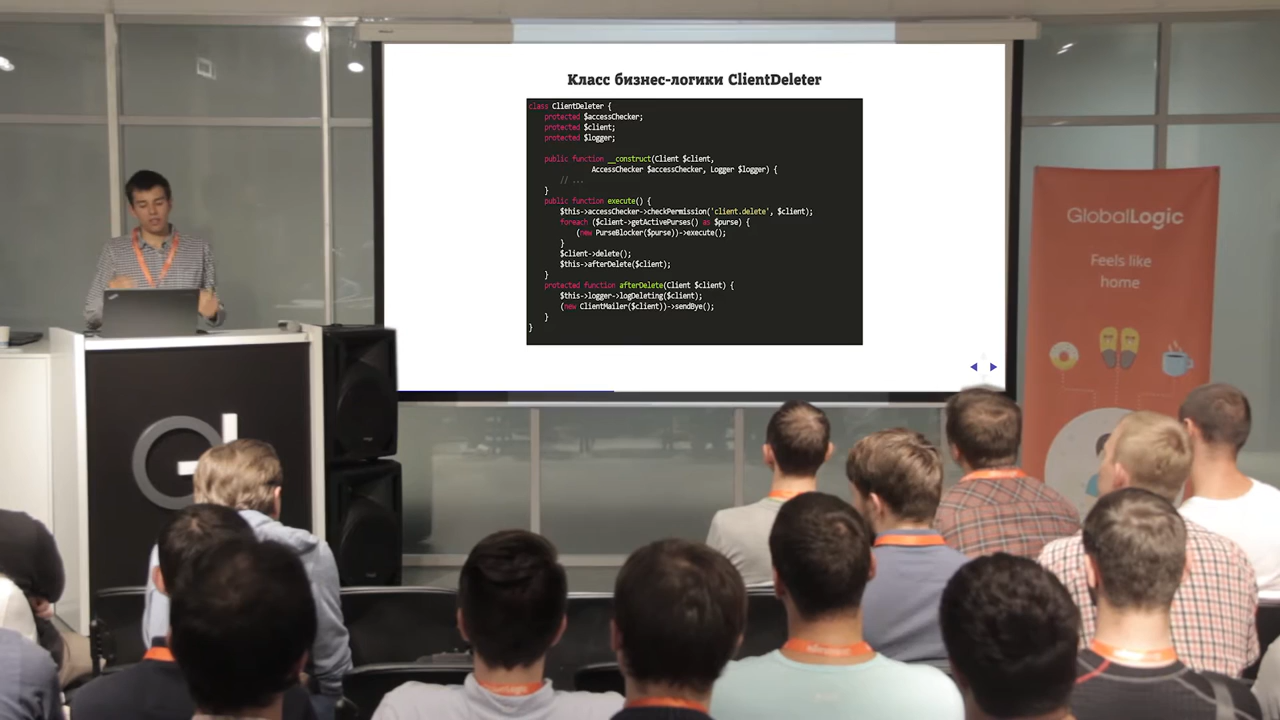 Класс бизнес-логики ClientDeleter
class ClientDeleter {
protected $accessChecker;
protected $client;
protected $logger;
public function __construct(Client $client,
AccessChecker $accessChecker, Logger $logger) {
// ...
}
public function execute() {
$this->accessChecker->checkPermission('client.delete', $client);
foreach ($client->getActivePurses() as $purse) {
(new PurseBlocker($purse))->execute();
}
$client->delete();
$this->afterDelete($client);
}
protected function afterDelete(Client $client) {
$this->logger->logDeleting($client);
(new ClientMailer($client))->sendBye();
}
}
GlobalLogic
Feels like
home